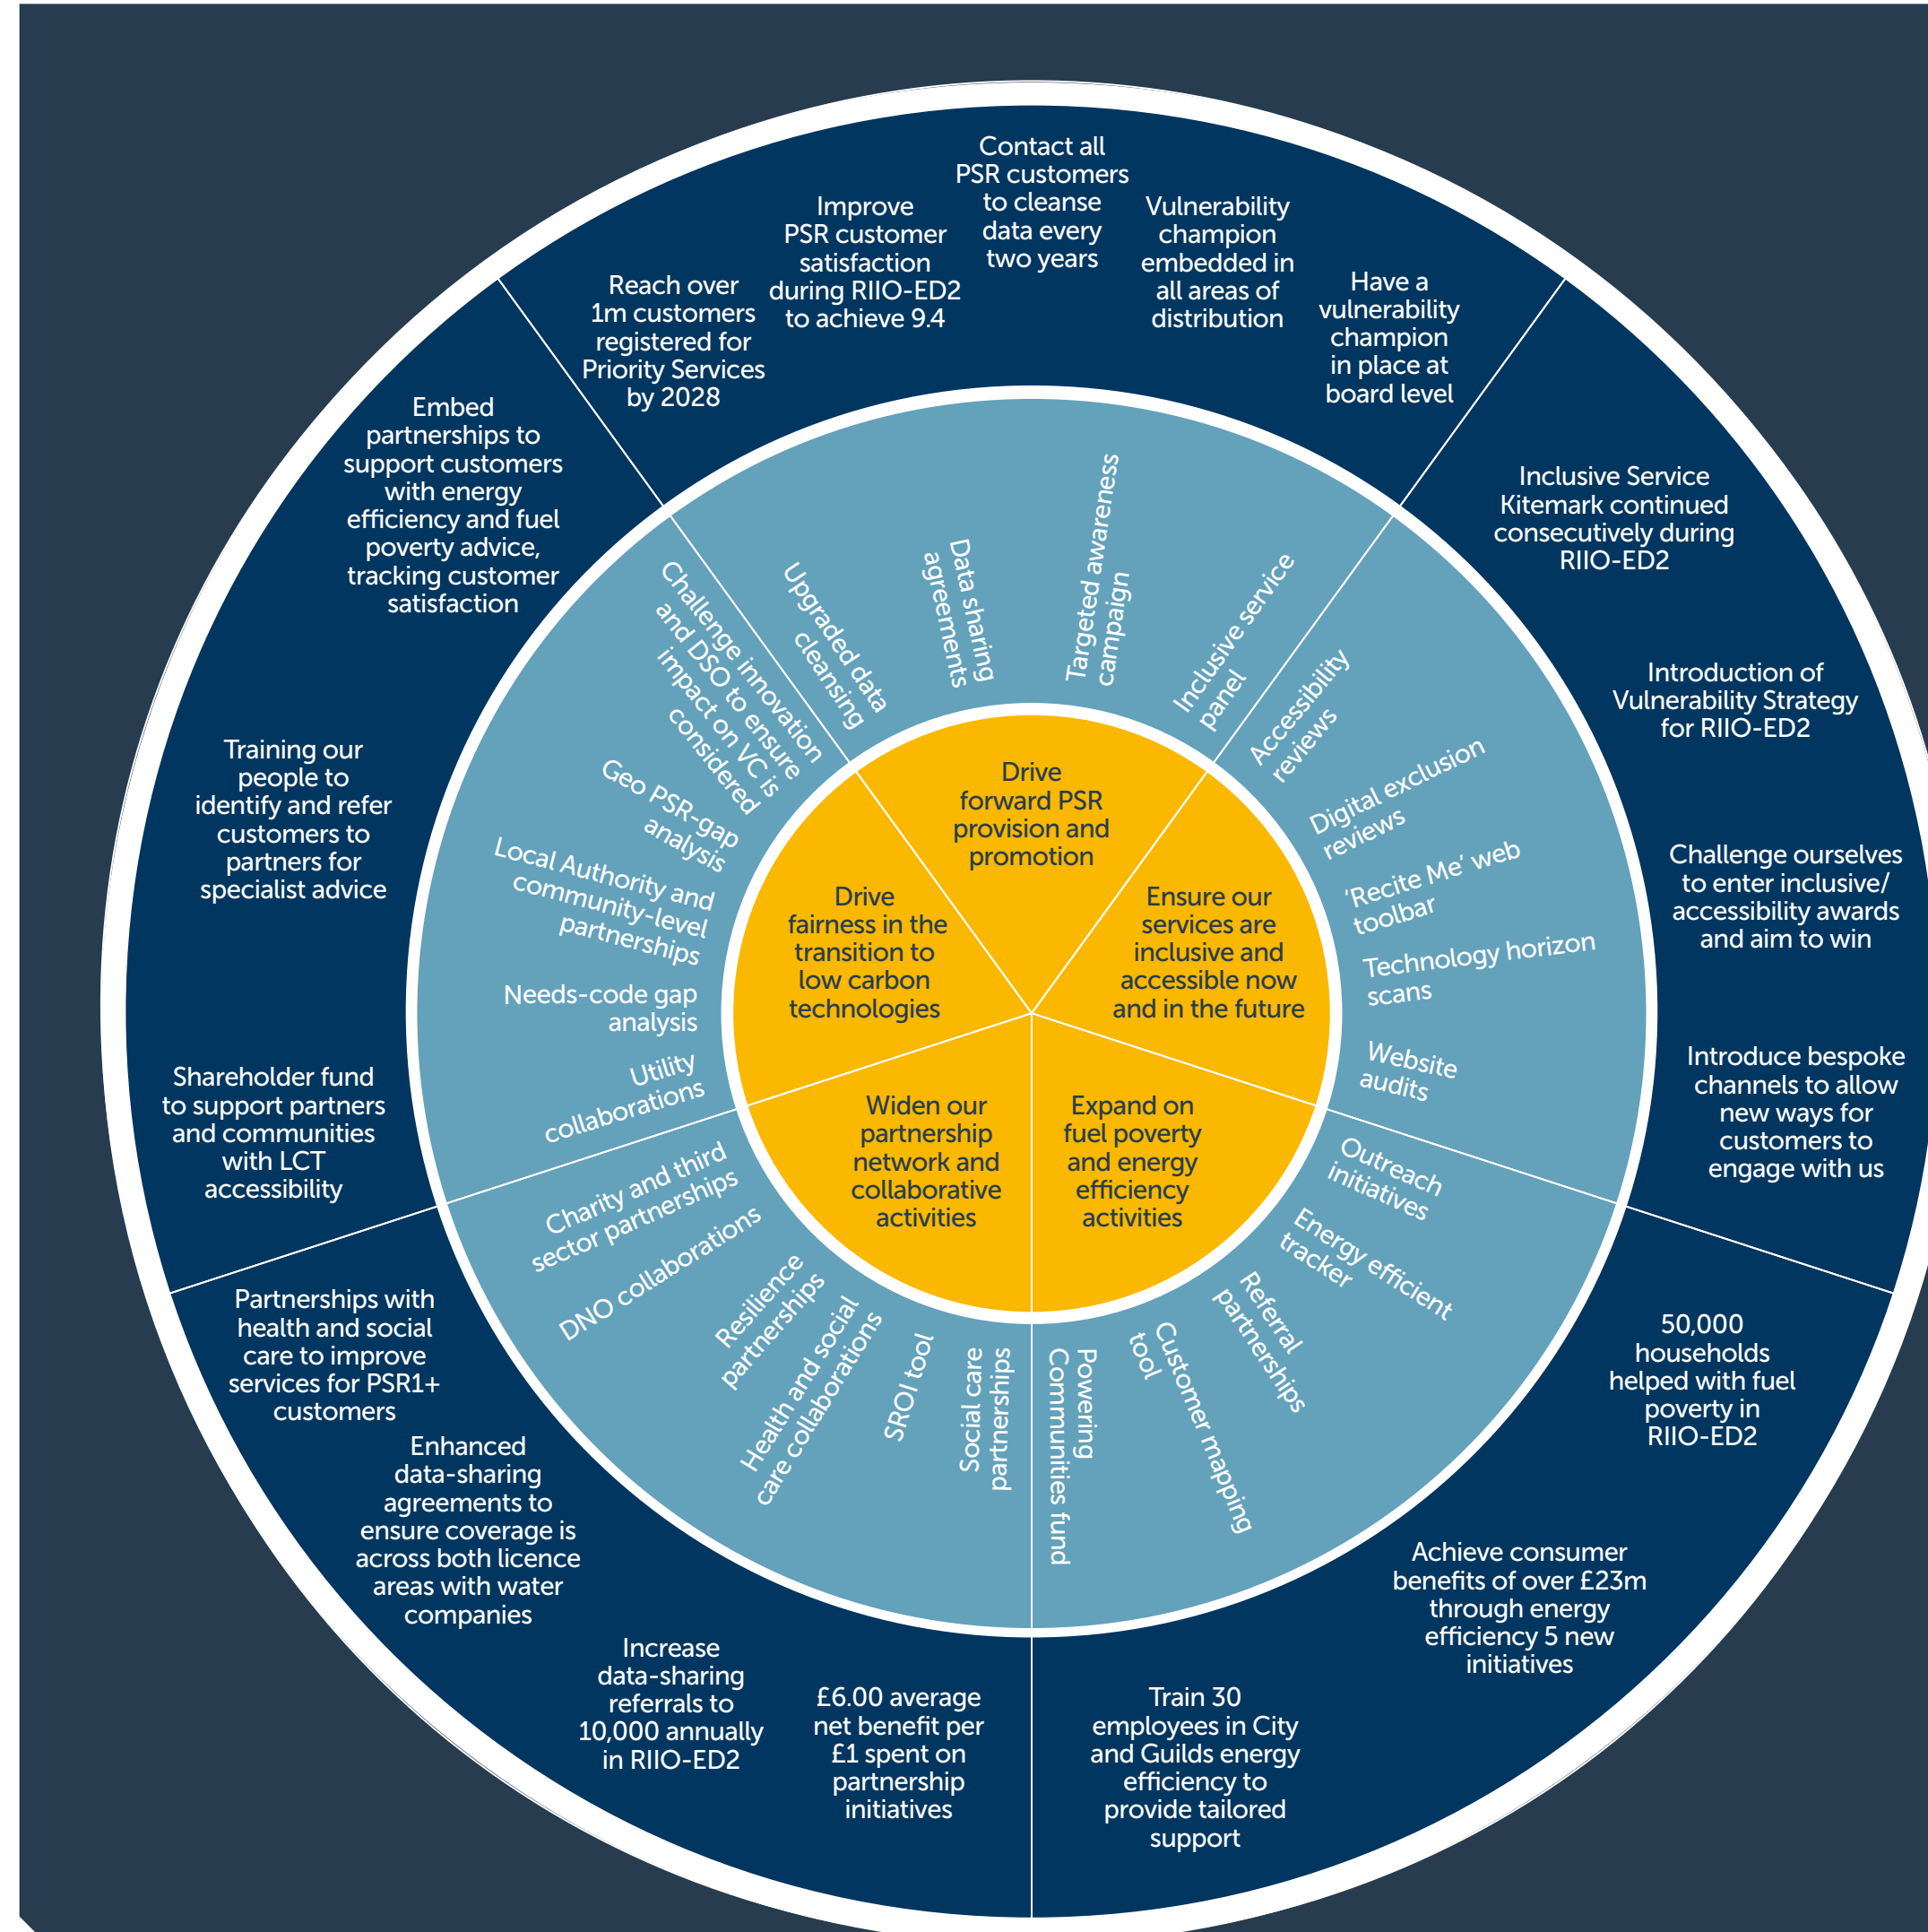 Contact all
PSR customers
to cleanse
data every
two years
Improve
PSR customer
satisfaction
during RIIO-ED2
to achieve 9.4
Vulnerability
champion
embedded in
all areas of
distribution
Reach over
1m customers
registered for
Priority Services
by 2028
Have a
vulnerability
champion
in place at
board level
Inclusive Service
Kitemark continued
consecutively during
RIIO-ED2
Introduction of
Vulnerability Strategy
for RIIO-ED2
Challenge ourselves
to enter inclusive/
accessibility awards
and aim to win
Introduce bespoke
channels to allow
new ways for
customers to
engage with us
50,000
households
helped with fuel
poverty in
RIIO-ED2
Achieve consumer
benefits of over £23m
through energy
efficiency 5 new
initiatives
Train 30
employees in City
and Guilds energy
efficiency to
provide tailored
support
£6.00 average
net benefit per
£1 spent on
partnership
initiatives
Increase
data-sharing
referrals to
10,000 annually
in RIIO-ED2
Enhanced
data-sharing
agreements to
ensure coverage is
across both licence
areas with water
companies
Partnerships with
health and social
care to improve
services for PSR1+
customers
Shareholder fund
to support partners
and communities
with LCT
accessibility
Training our
people to
identify and refer
customers to
partners for
specialist advice
Embed
partnerships to
support customers
with energy
efficiency and fuel
poverty advice,
tracking customer
satisfaction
Upgraded data
cleansing
Data sharing
agreements
Targeted awareness
campaign
Inclusive service
panel
Accessibility
reviews
Digital exclusion
reviews
‘Recite Me’ web
toolbar
Technology horizon
scans
Website
audits
Outreach
initiatives
Energy efficient
tracker
Referral
partnerships
Customer mapping
tool
Powering
Communities fund
Social care
partnerships
SROI tool
Health and social
care collaborations
Resilience
partnerships
DNO collaborations
Charity and third
sector partnerships
Utility
collaborations
Needs-code gap
analysis
Local Authority and
community-level
partnerships
Geo PSR-gap
analysis
Challenge innovation
and DSO to ensure
impact on VC is
considered
Drive
forward PSR
provision and
promotion
Ensure our
services are
inclusive and
accessible now
and in the future
Expand on
fuel poverty
and energy
efficiency
activities
Widen our
partnership
network and
collaborative
activities
Drive
fairness in the
transition to
low carbon
technologies